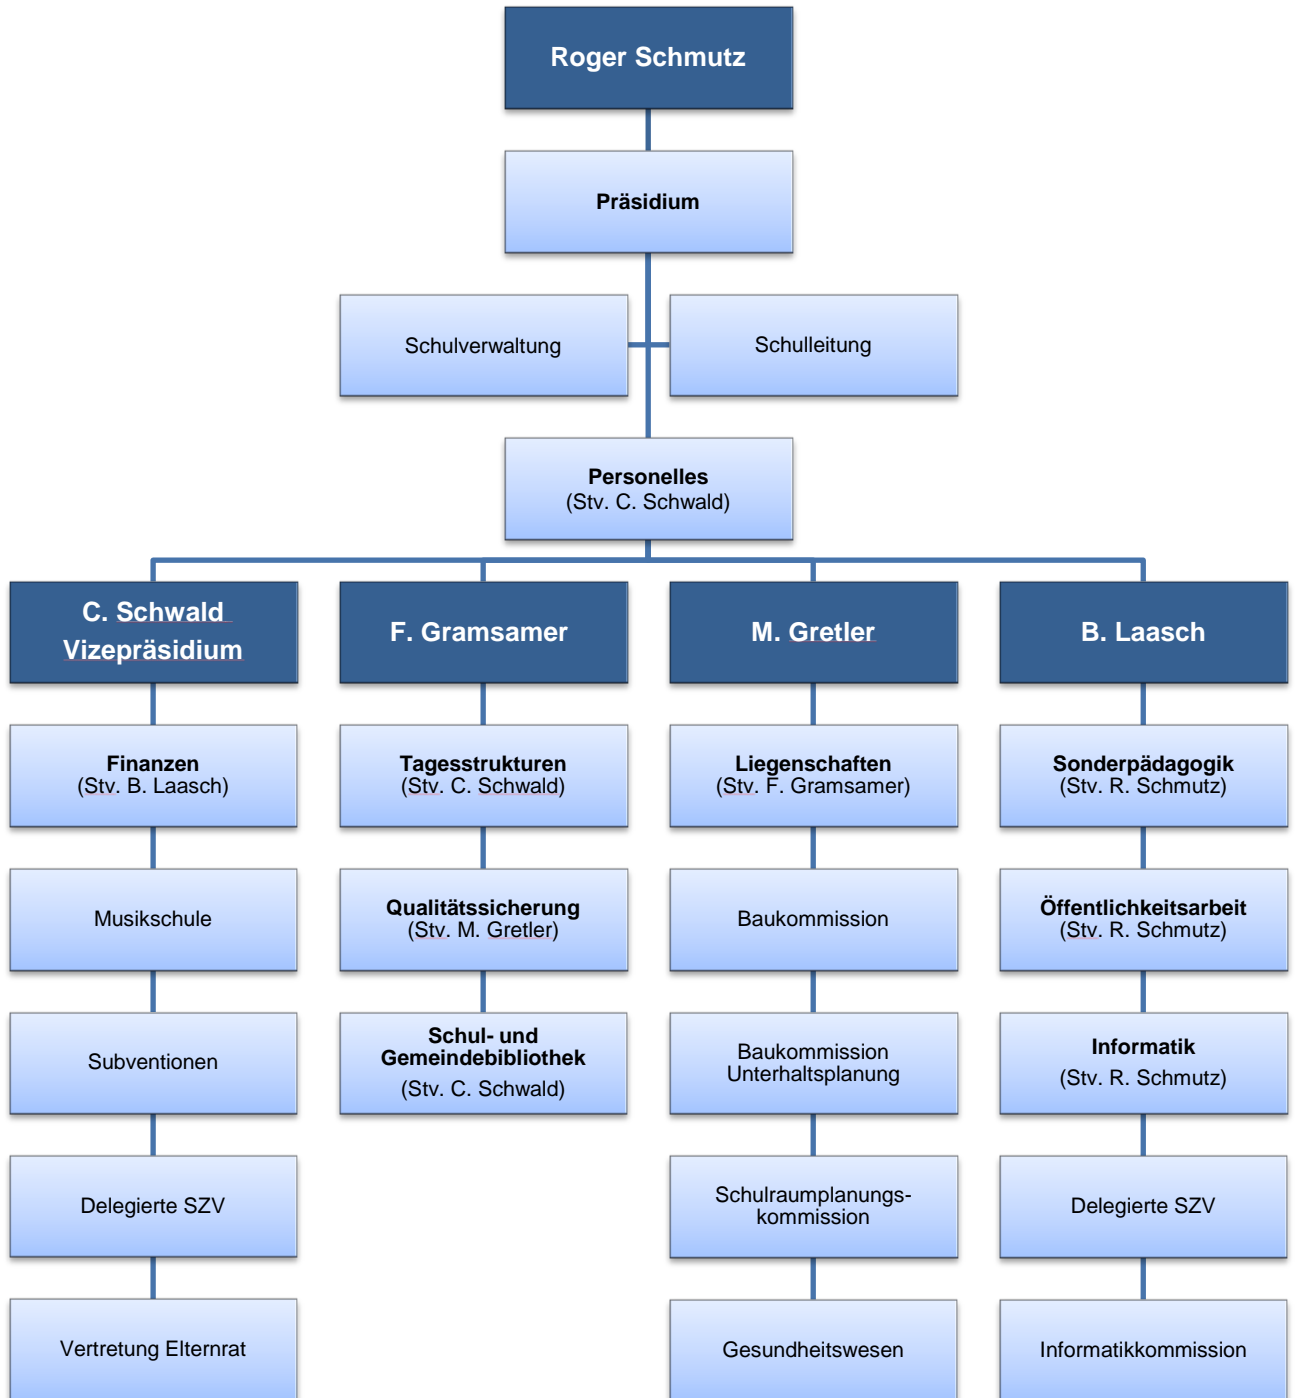 Roger Schmutz
Präsidium
Schulverwaltung
Schulleitung
Personelles
(Stv. C. Schwald)
C. Schwald
Vizepräsidium
Finanzen
(Stv. B. Laasch)
Musikschule
Subventionen
Delegierte SZV
Vertretung Elternrat
F. Gramsamer
Tagesstrukturen
(Stv. C. Schwald)
Qualitätssicherung
(Stv. M. Gretler)
Schul- und
Gemeindebibliothek
(Stv. C. Schwald)
M. Gretler
Liegenschaften
(Stv. F. Gramsamer)
Baukommission
Baukommission
Unterhaltsplanung
Schulraumplanungs-
kommission
Gesundheitswesen
B. Laasch
Sonderpädagogik
(Stv. R. Schmutz)
Öffentlichkeitsarbeit
(Stv. R. Schmutz)
Informatik
(Stv. R. Schmutz)
Delegierte SZV
Informatikkommission